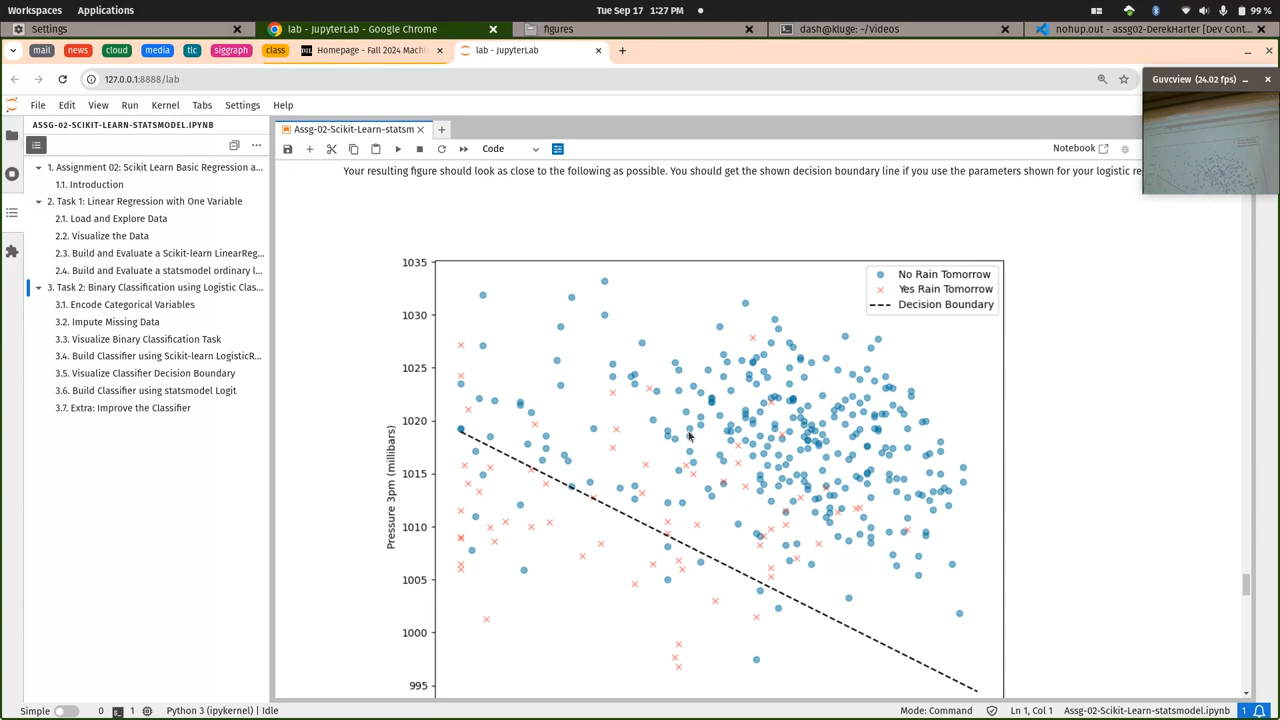 Workspaces Applications Tue Sep 17 1:27 PM 99 %
Settings lab - JupyterLab - Google Chrome figures dash@kluge: ~/Videos nohup.out - assg02-DerekHarter [Dev Cont...
mail news cloud media tlc siggraph class Homepage - Fall 2024 Machi lab - JupyterLab
127.0.0.1:8888/lab
Guvcview (24.02 fps)
File Edit View Run Kernel Tabs Settings Help
ASSG-02-SCIKIT-LEARN-STATSMODEL.IPYNB
Assg-02-Scikit-Learn-statsm
Code
Notebook
1. Assignment 02: Scikit Learn Basic Regression a...
1.1. Introduction
2. Task 1: Linear Regression with One Variable
2.1. Load and Explore Data
2.2. Visualize the Data
2.3. Build and Evaluate a Scikit-learn LinearReg...
2.4. Build and Evaluate a statsmodel ordinary l...
3. Task 2: Binary Classification using Logistic Clas...
3.1. Encode Categorical Variables
3.2. Impute Missing Data
3.3. Visualize Binary Classification Task
3.4. Build Classifier using Scikit-learn LogisticR...
3.5. Visualize Classifier Decision Boundary
3.6. Build Classifier using statsmodel Logit
3.7. Extra: Improve the Classifier
Your resulting figure should look as close to the following as possible. You should get the shown decision boundary line if you use the parameters shown for your logistic re
No Rain Tomorrow
Yes Rain Tomorrow
Decision Boundary
1035
1030
1025
1020
1015
1010
1005
1000
995
Pressure 3pm (millibars)
Simple 0 1 Python 3 (ipykernel) | Idle Mode: Command Ln 1, Col 1 Assg-02-Scikit-Learn-statsmodel.ipynb 1